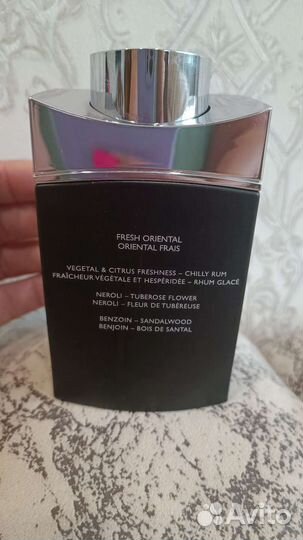 FRESH ORIENTAL
ORIENTAL FRAIS
VEGETAL & CITRUS FRESHNESS – CHILLY RUM
FRAÎCHEUR VÉGÉTALE ET HESPÉRIDÉE – RHUM GLACÉ
NEROLI – TUBEROSE FLOWER
NEROLI – FLEUR DE TUBÉREUSE
BENZOIN – SANDALWOOD
BENJOIN – BOIS DE SANTAL
Avito